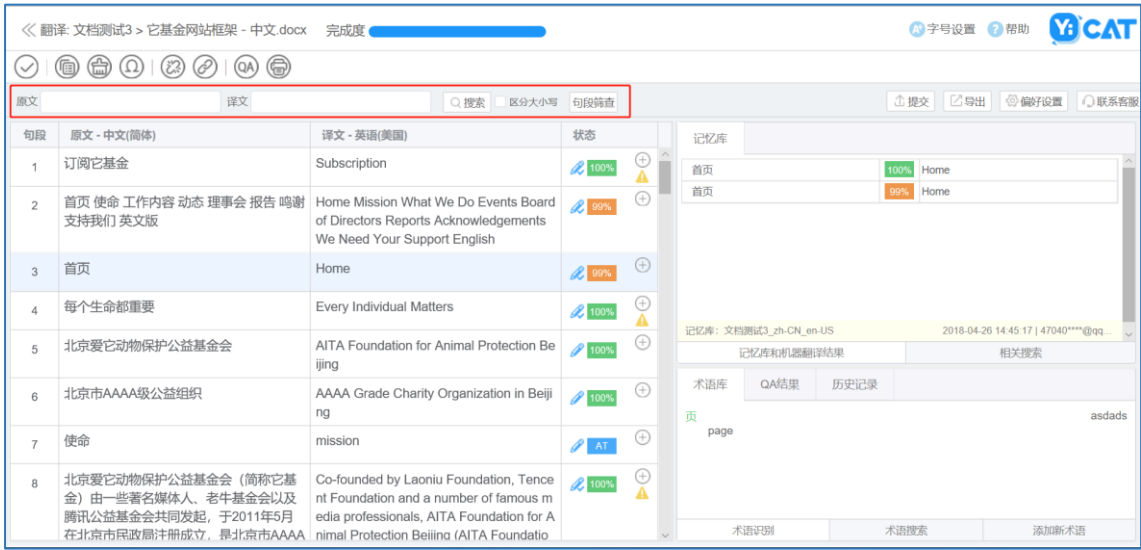 翻译: 文档测试3 > 它基金网站框架 - 中文.docx 完成度
字号设置 ? 帮助 Yi CAT
QA
原文 译文 搜索 区分大小写 句段筛查 提交 导出 偏好设置 联系客服
句段 原文 - 中文(简体) 译文 - 英语(美国) 状态
1 订阅它基金 Subscription 100%
2 首页 使命 工作内容 动态 理事会 报告 鸣谢 Home Mission What We Do Events Board 99%
支持我们 英文版 of Directors Reports Acknowledgements
We Need Your Support English
3 首页 Home 99%
4 每个生命都重要 Every Individual Matters 100%
5 北京爱它动物保护公益基金会 AITA Foundation for Animal Protection Be 100%
ijing
6 北京市AAAA级公益组织 AAAA Grade Charity Organization in Beiji 100%
ng
7 使命 mission AT
8 北京爱它动物保护公益基金会（简称它基 Co-founded by Laoniu Foundation, Tence 100%
金）由一些著名媒体人、老牛基金会以及 nt Foundation and a number of famous m
腾讯公益基金会共同发起，于2011年5月 edia professionals, AITA Foundation for A
在北京市民政局注册成立，是北京市AAAA nimal Protection Beijing (AITA Foundatio
记忆库
首页 100% Home
首页 99% Home
记忆库：文档测试3_zh-CN_en-US 2018-04-26 14:45:17 | 47040****@qq...
记忆库和机器翻译结果 相关搜索
术语库 QA结果 历史记录
页 asdads
page
术语识别 术语搜索 添加新术语